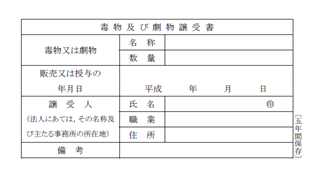 毒物及び劇物譲受書
毒物又は劇物
名称
数量
販売又は授与の
年月日
平成 年 月 日
譲受人
(法人にあては、その名称及
び主たる事務所の所在地)
氏名
㊞
職業
住所
備考
〔五年間保存〕